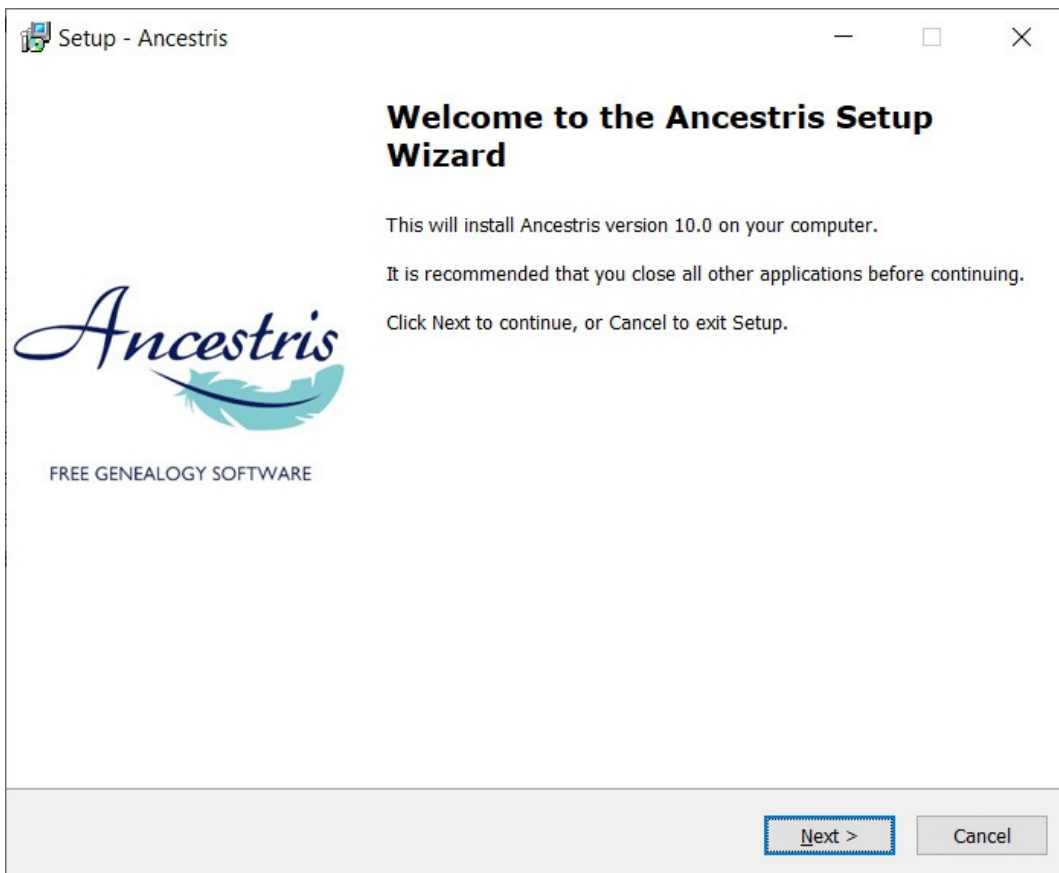 Setup - Ancestris
Welcome to the Ancestris Setup
Wizard
This will install Ancestris version 10.0 on your computer.
It is recommended that you close all other applications before continuing.
Click Next to continue, or Cancel to exit Setup.
Ancestris
FREE GENEALOGY SOFTWARE
Next >
Cancel